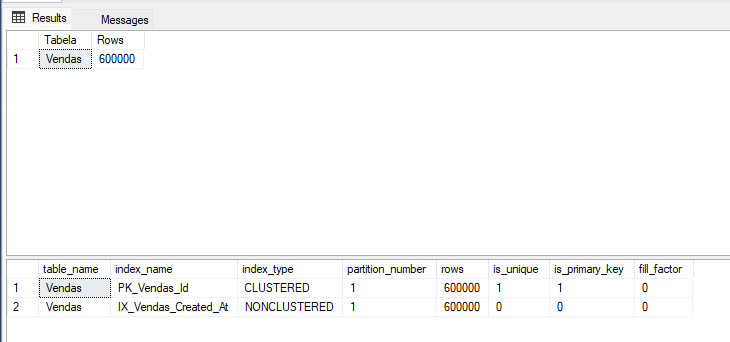 Results Messages
Tabela Rows
1 Vendas 600000
table_name index_name index_type partition_number rows is_unique is_primary_key fill_factor
1 Vendas PK_Vendas_Id CLUSTERED 1 600000 1 1 0
2 Vendas IX_Vendas_Created_At NONCLUSTERED 1 600000 0 0 0